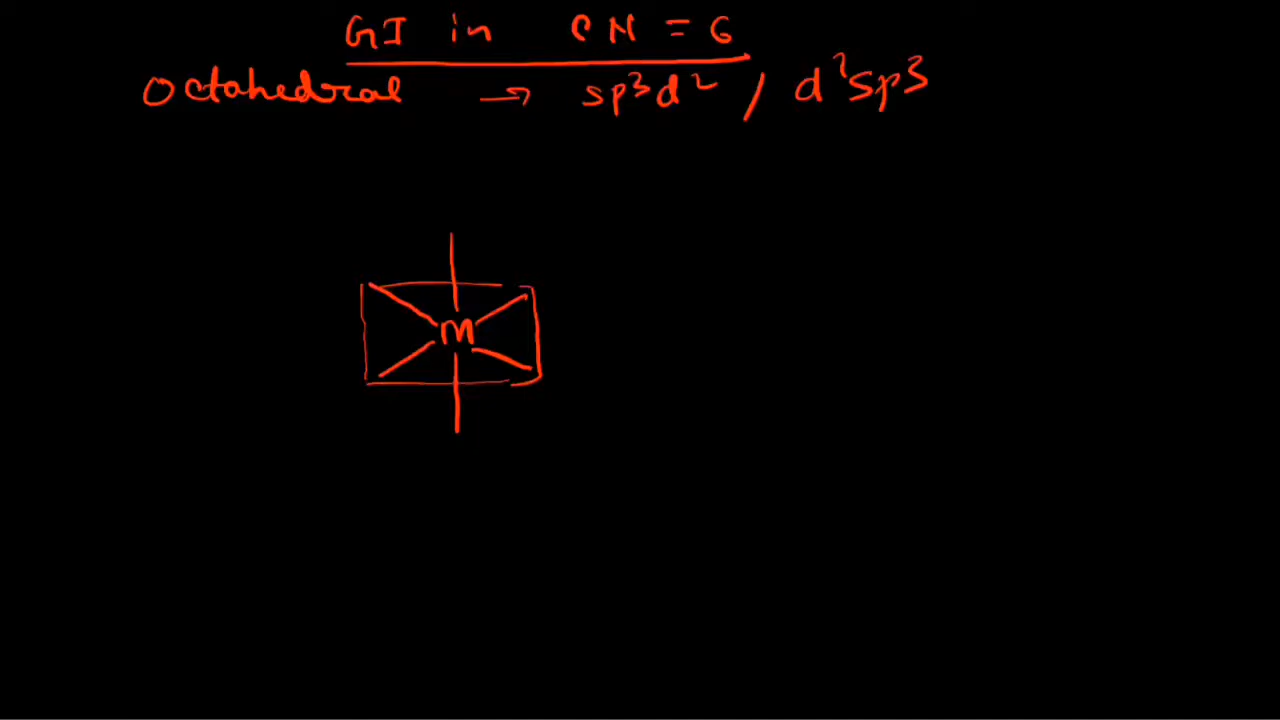 GI in CN = 6
Octahedral → sp³d² / d²sp³
M